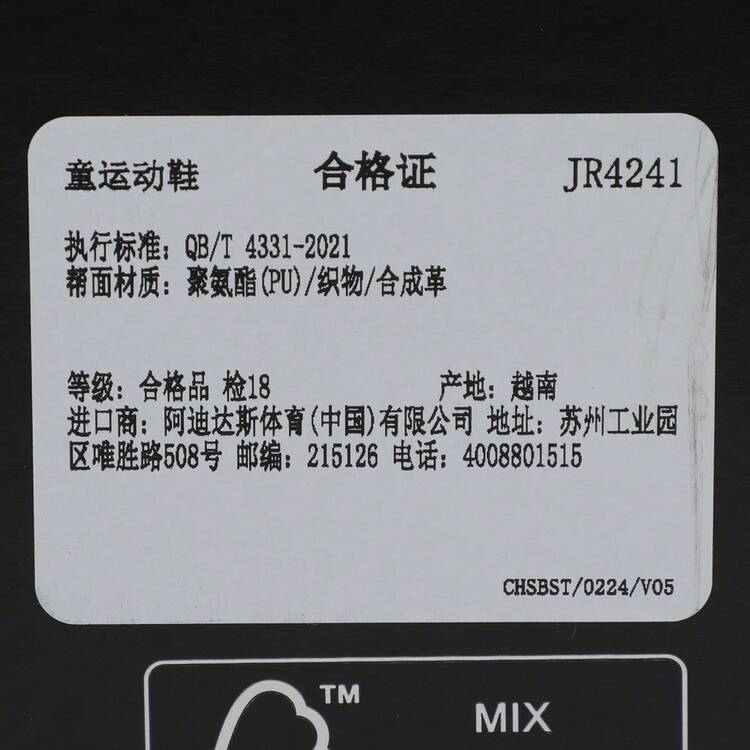 童运动鞋 合格证 JR4241
执行标准：QB/T 4331-2021
帮面材质：聚氨酯(PU)/织物/合成革
等级：合格品 检18 产地：越南
进口商：阿迪达斯体育(中国)有限公司 地址：苏州工业园
区唯胜路508号 邮编：215126 电话：4008801515
CHSBST/0224/V05
TM
MIX